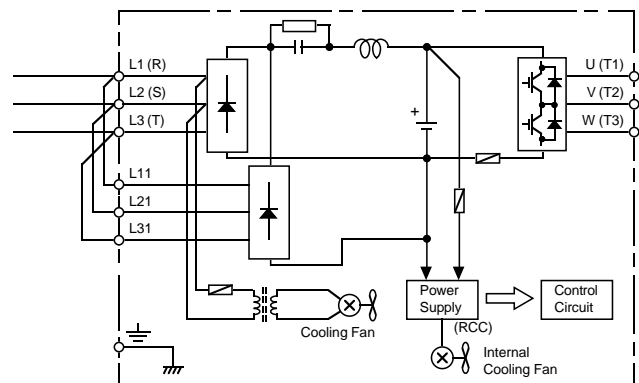 L1 (R)
L2 (S)
L3 (T)
U (T1)
V (T2)
W (T3)
+
L11
L21
L31
Power
Supply
(RCC)
Control
Circuit
Cooling Fan
Internal
Cooling Fan